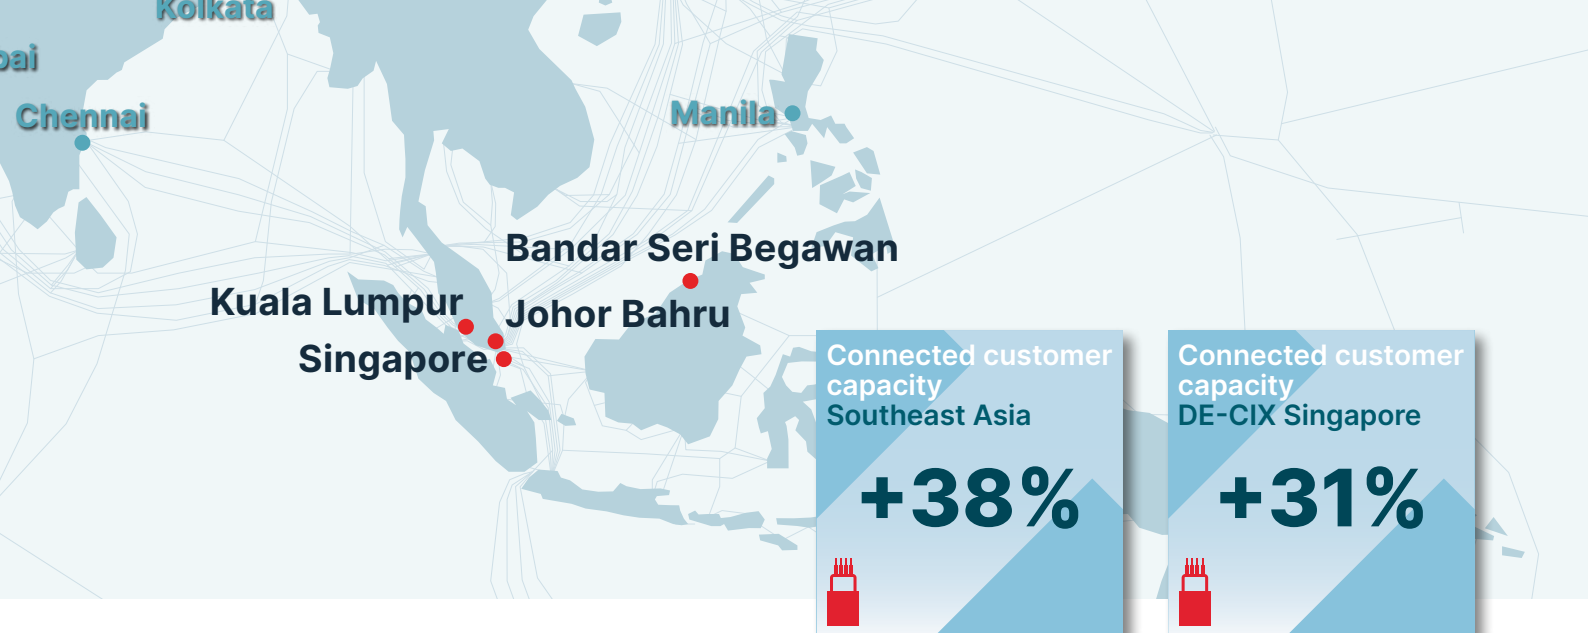 Kolkata
bai
Chennai
Manila
Bandar Seri Begawan
Kuala Lumpur
Johor Bahru
Singapore
Connected customer
capacity
Southeast Asia
+38%
Connected customer
capacity
DE-CIX Singapore
+31%